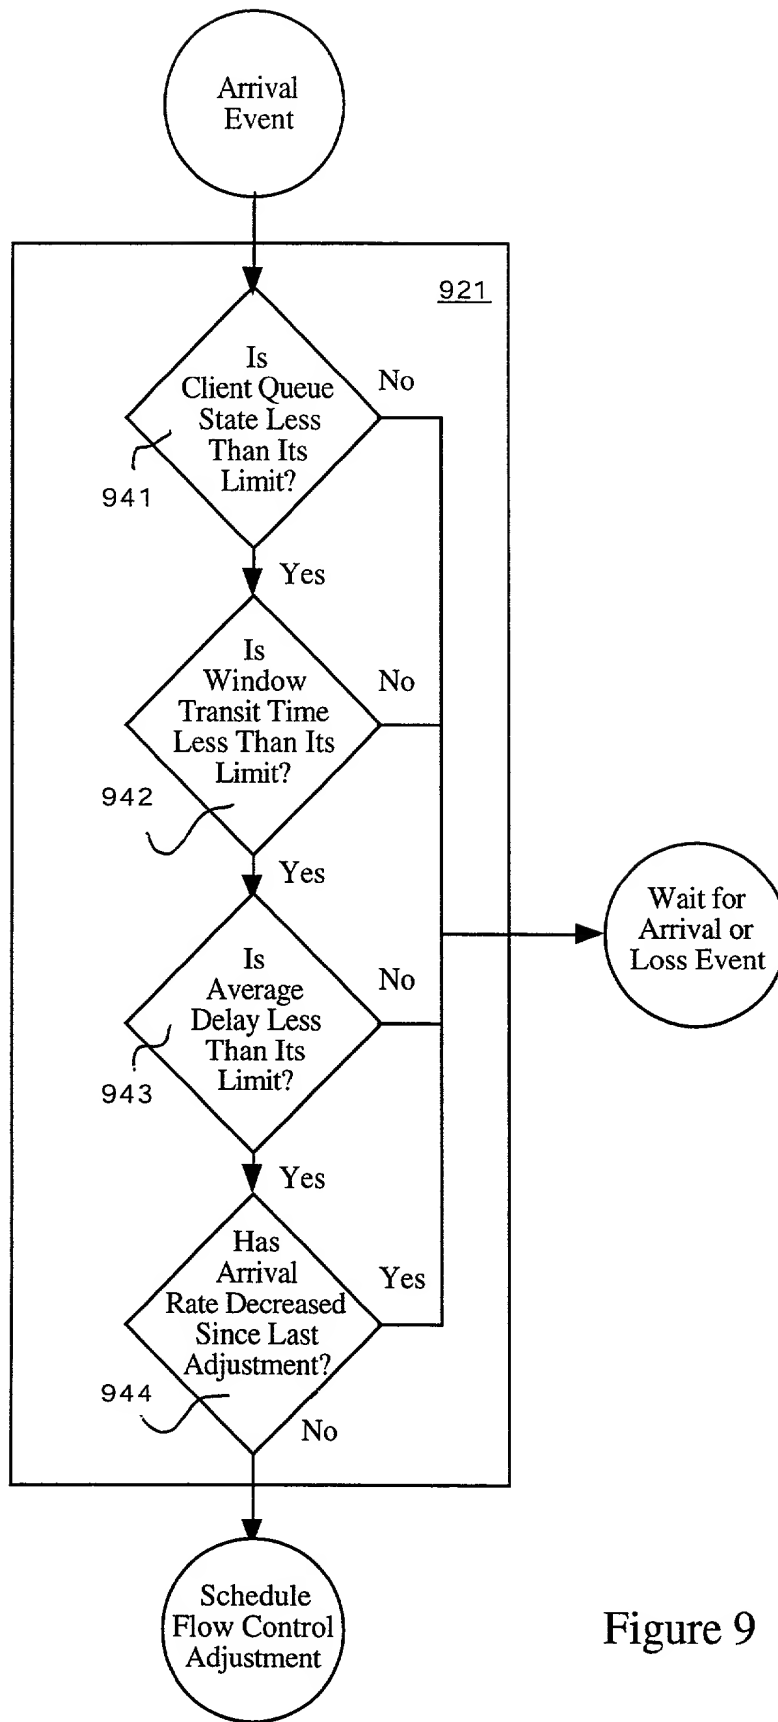 Arrival
Event
921
Is
Client Queue
State Less
Than Its
Limit?
No
941
Yes
Is
Window
Transit Time
Less Than Its
Limit?
No
942
Yes
Is
Average
Delay Less
Than Its
Limit?
No
943
Wait for
Arrival or
Loss Event
Yes
Has
Arrival
Rate Decreased
Since Last
Adjustment?
Yes
944
No
Schedule
Flow Control
Adjustment
Figure 9